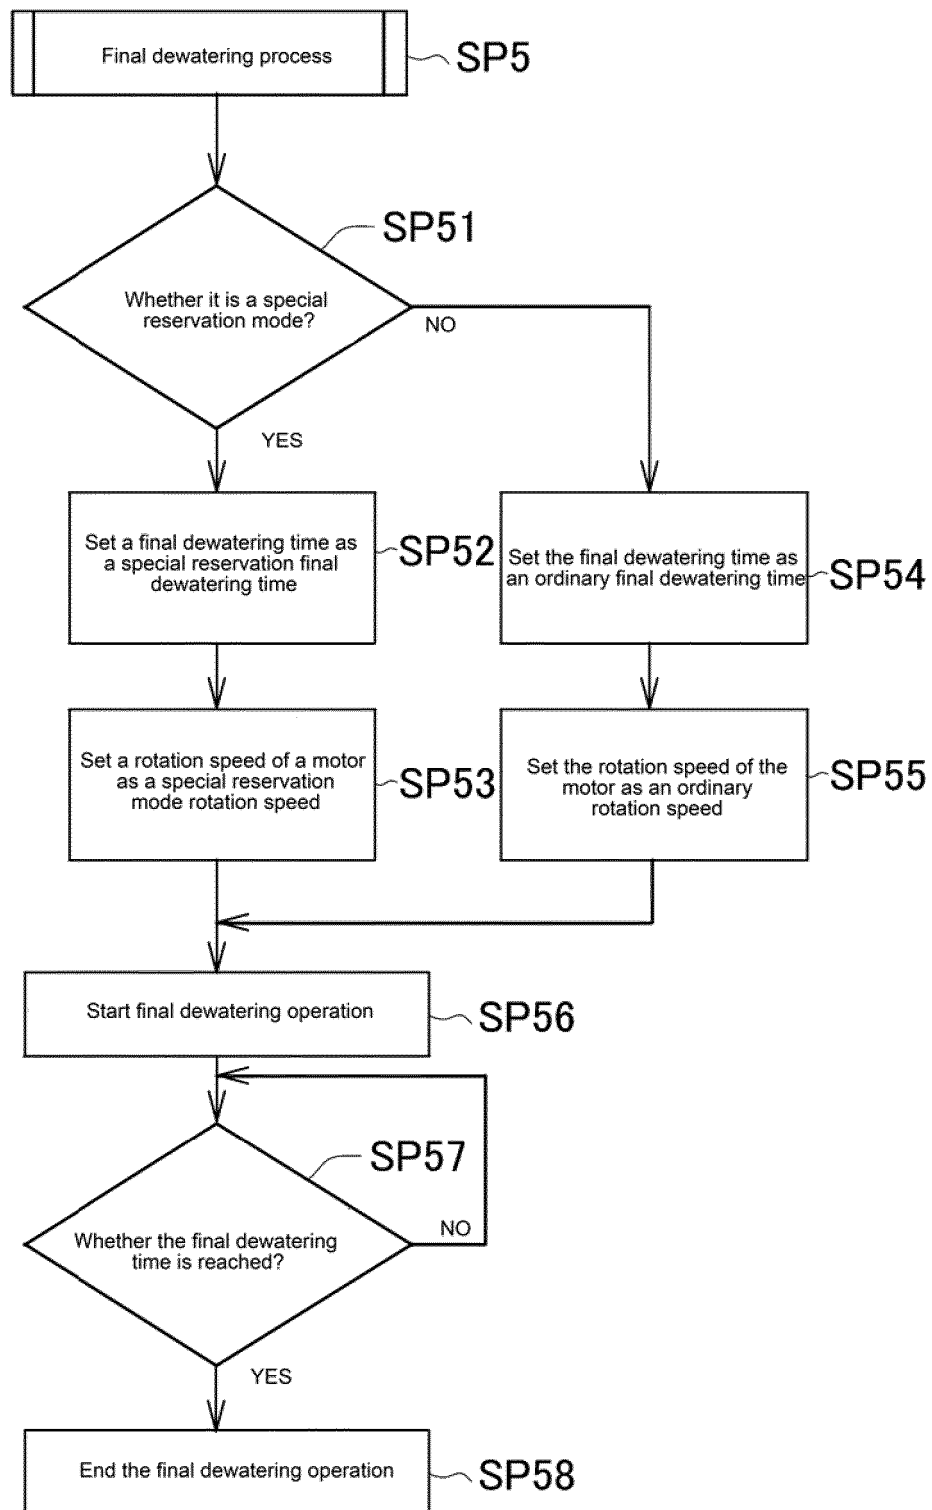 Final dewatering process
SP5
SP51
Whether it is a special
reservation mode?
NO
YES
Set a final dewatering time as
a special reservation final
dewatering time
SP52
Set the final dewatering time as
an ordinary final dewatering time
SP54
Set a rotation speed of a motor
as a special reservation
mode rotation speed
SP53
Set the rotation speed of the
motor as an ordinary
rotation speed
SP55
Start final dewatering operation
SP56
SP57
Whether the final dewatering
time is reached?
NO
YES
End the final dewatering operation
SP58